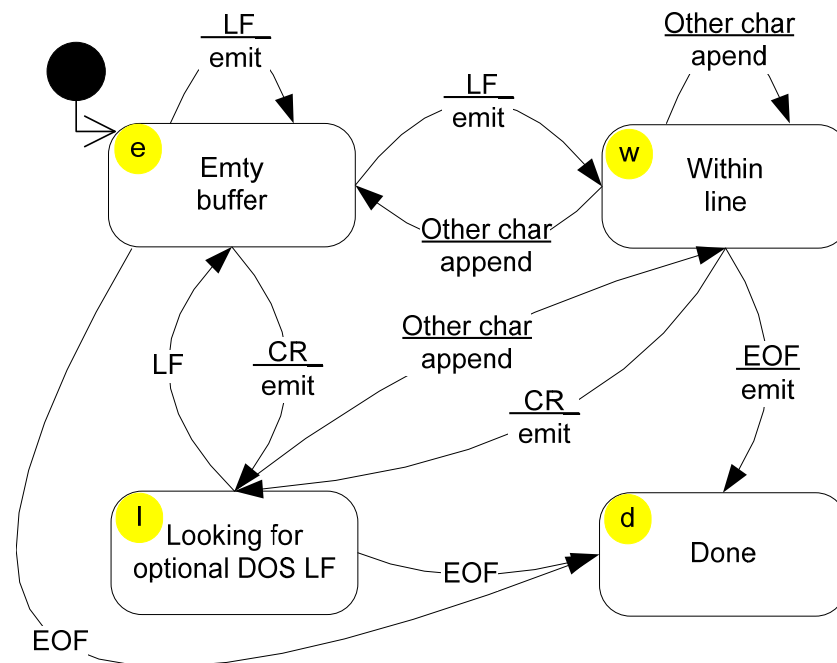 LF
emit
Other char
apend
LF
emit
e
Emty
buffer
w
Within
line
Other char
append
Other char
append
LF
CR
emit
EOF
emit
CR
emit
l
Looking for
optional DOS LF
d
Done
EOF
EOF